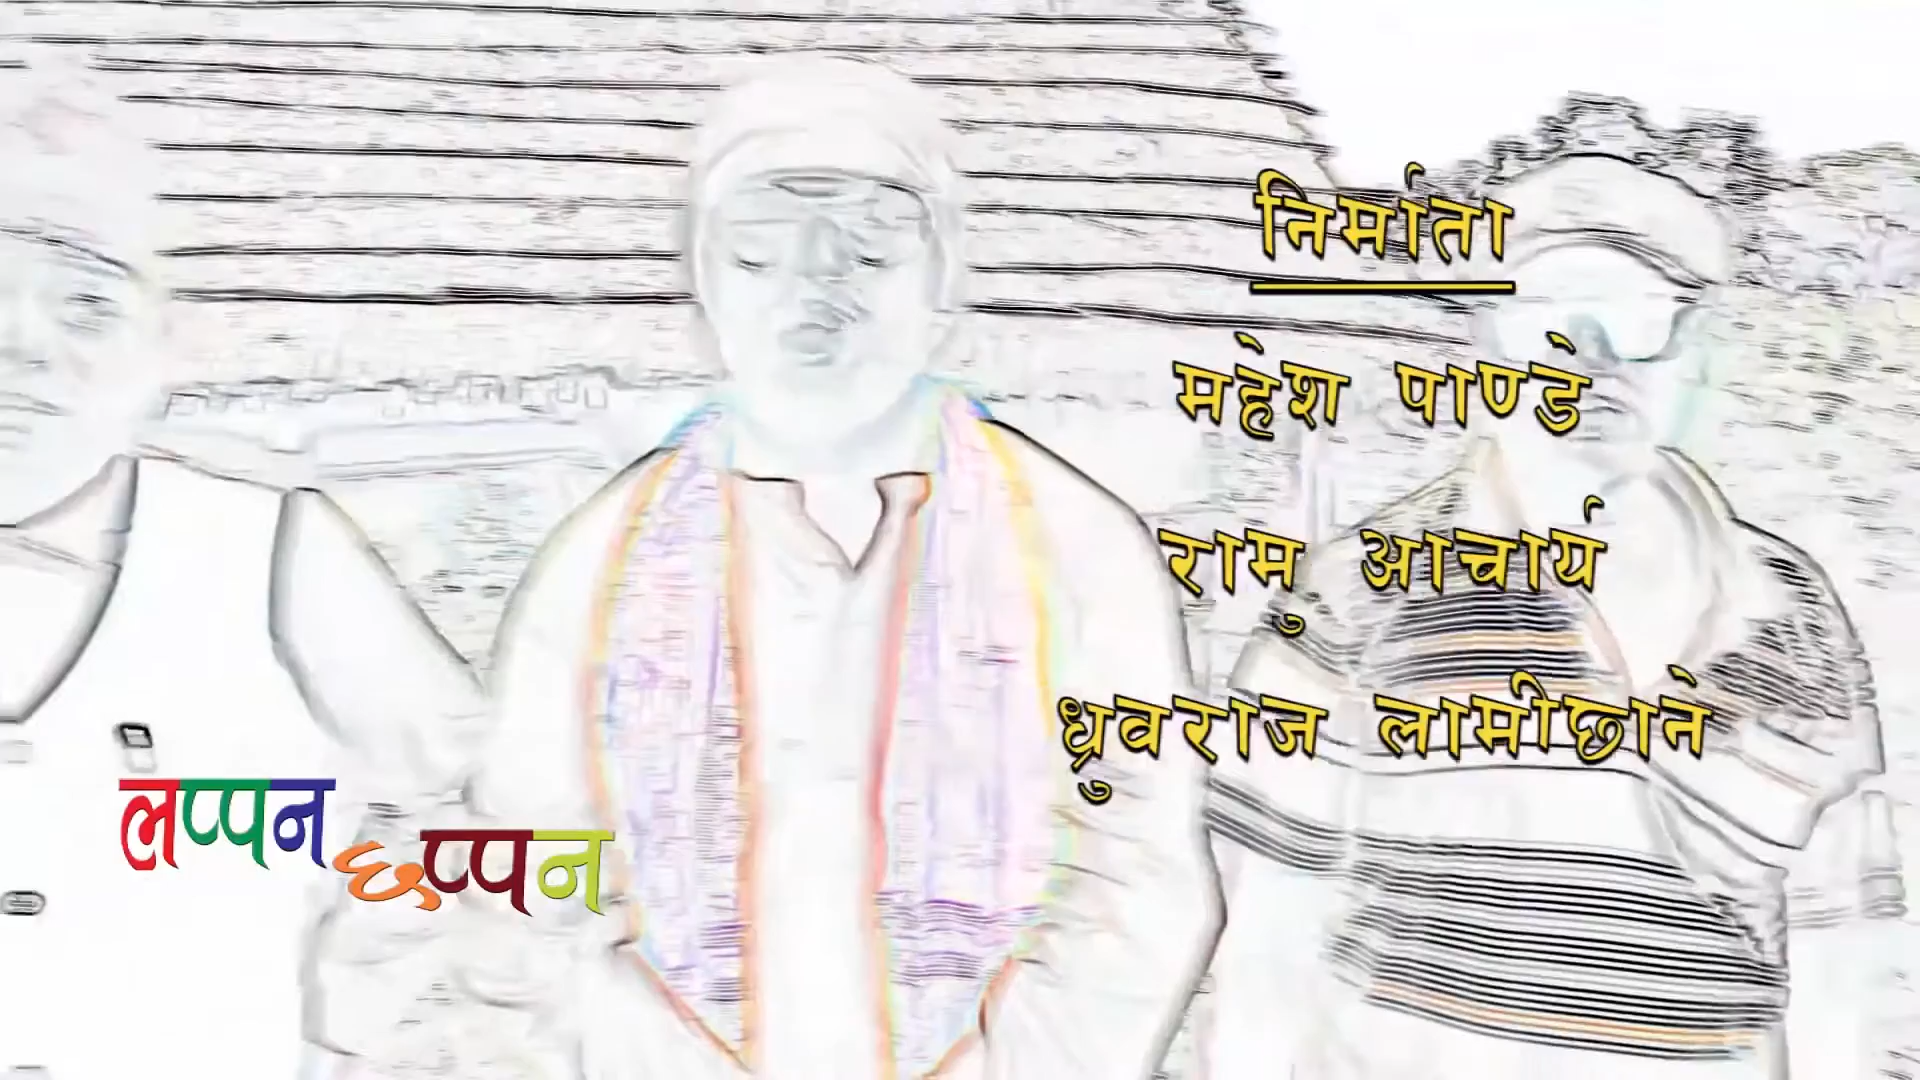 निर्माता
महेश पाण्डे
रामु आचार्य
ध्रुवराज लामीछाने
लप्पन
छप्पन